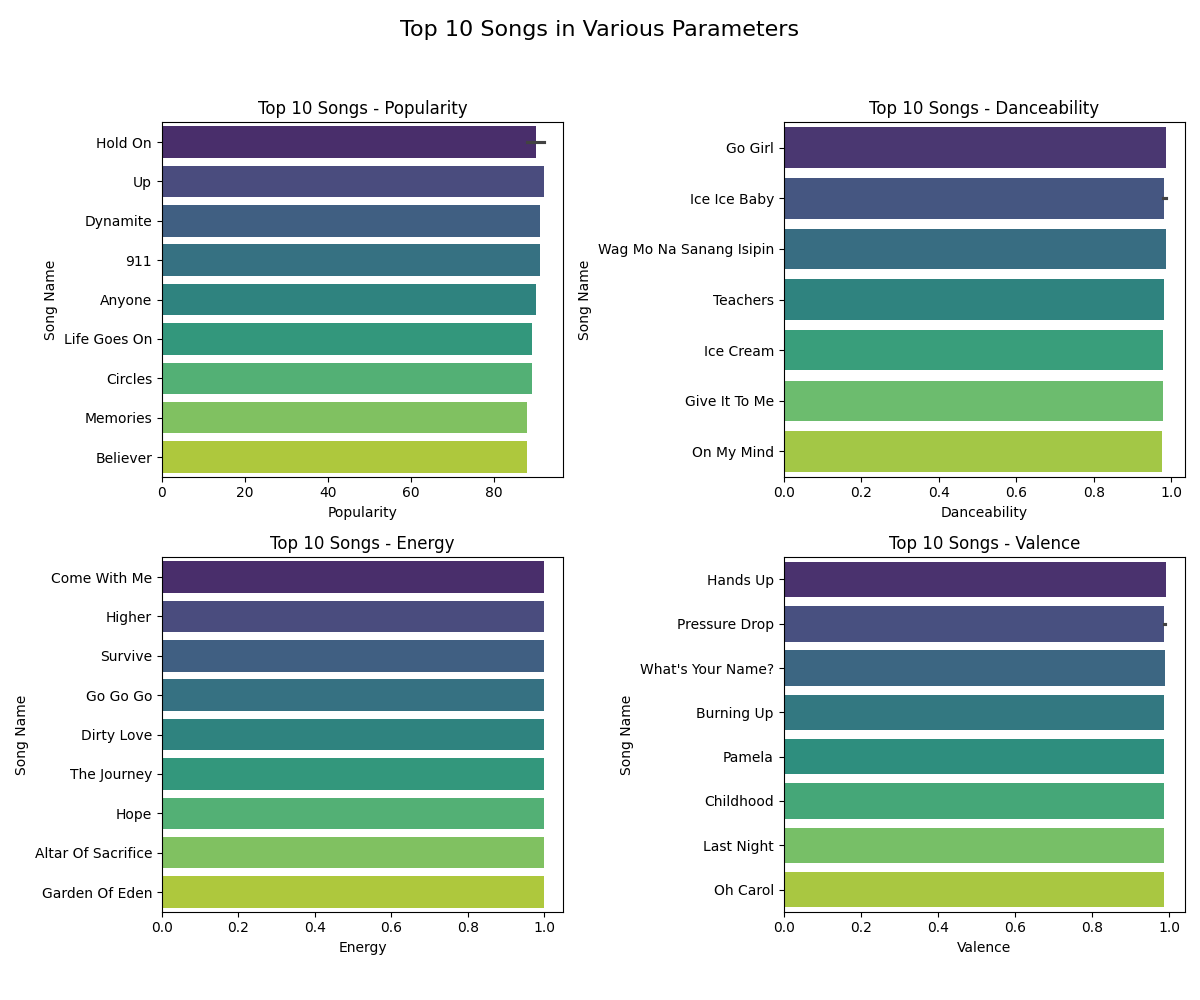 Top 10 Songs in Various Parameters
Top 10 Songs - Popularity
Song Name
Hold On
Up
Dynamite
911
Anyone
Life Goes On
Circles
Memories
Believer
0 20 40 60 80
Popularity
Top 10 Songs - Danceability
Song Name
Go Girl
Ice Ice Baby
Wag Mo Na Sanang Isipin
Teachers
Ice Cream
Give It To Me
On My Mind
0.0 0.2 0.4 0.6 0.8 1.0
Danceability
Top 10 Songs - Energy
Song Name
Come With Me
Higher
Survive
Go Go Go
Dirty Love
The Journey
Hope
Altar Of Sacrifice
Garden Of Eden
0.0 0.2 0.4 0.6 0.8 1.0
Energy
Top 10 Songs - Valence
Song Name
Hands Up
Pressure Drop
What's Your Name?
Burning Up
Pamela
Childhood
Last Night
Oh Carol
0.0 0.2 0.4 0.6 0.8 1.0
Valence